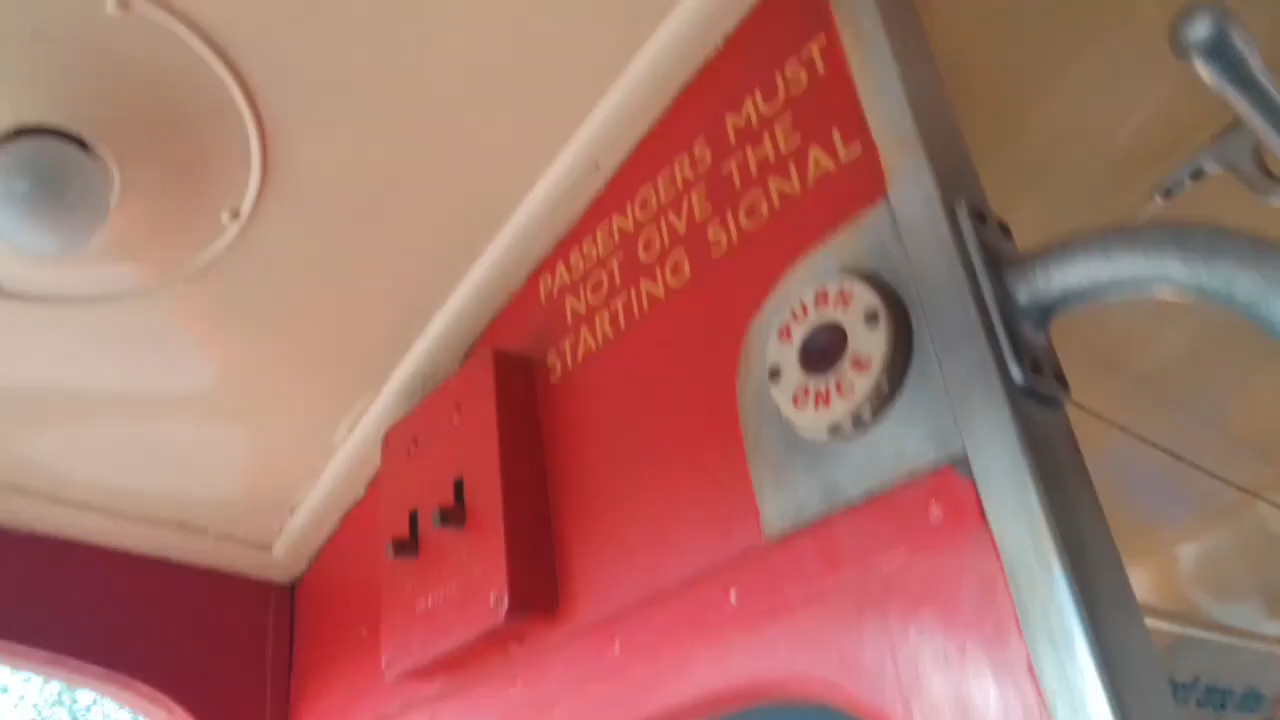 PASSENGERS MUST
NOT GIVE THE
STARTING SIGNAL
PUSH
ONCE